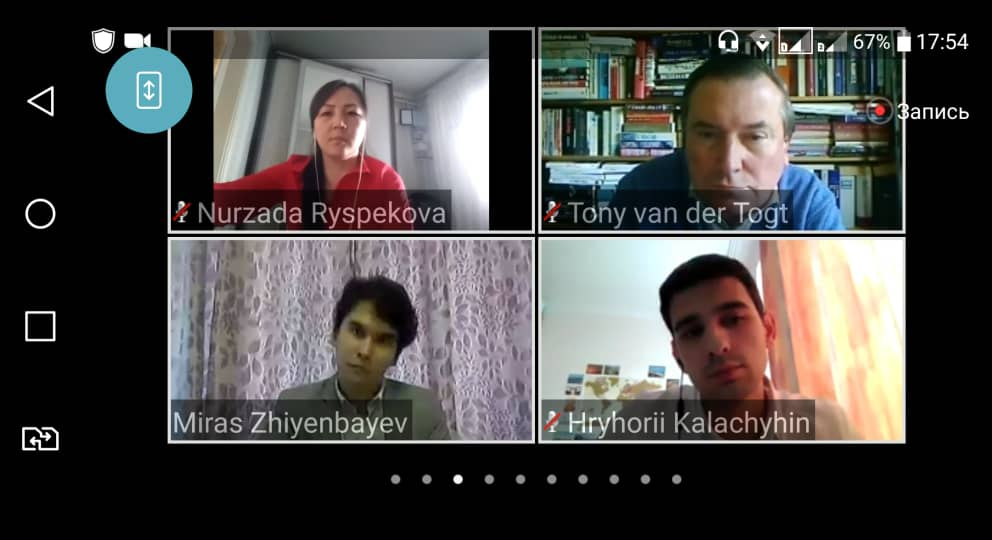 67% 17:54
Запись
Nurzada Ryspekova
Tony van der Togt
Miras Zhiyenbayev
Hryhorii Kalachyhin